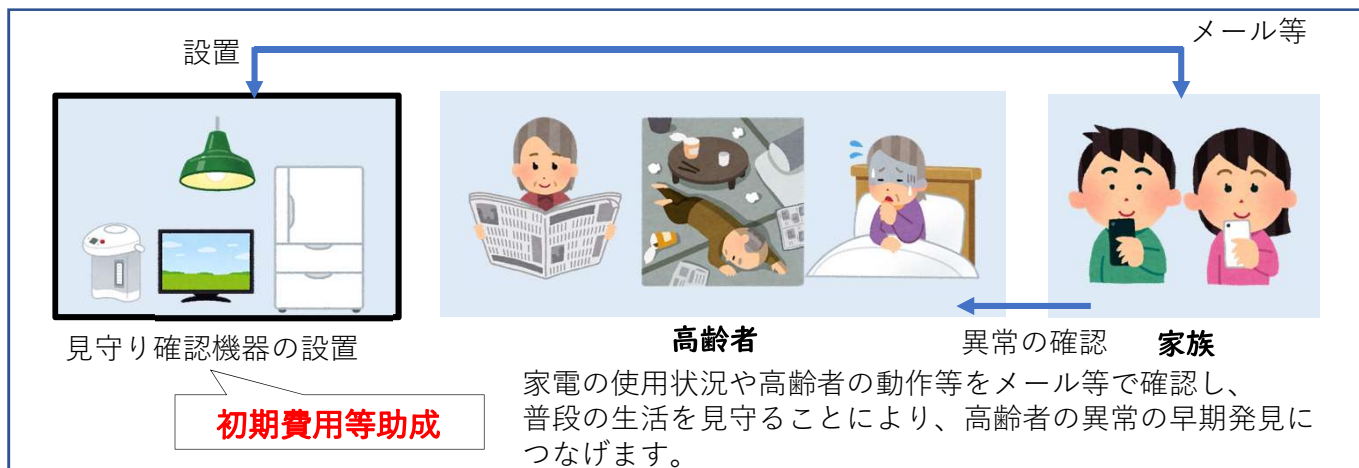 設置
メール等
見守り確認機器の設置
高齢者
異常の確認
家族
初期費用等助成
家電の使用状況や高齢者の動作等をメール等で確認し、
普段の生活を見守ることにより、高齢者の異常の早期発見に
つなげます。